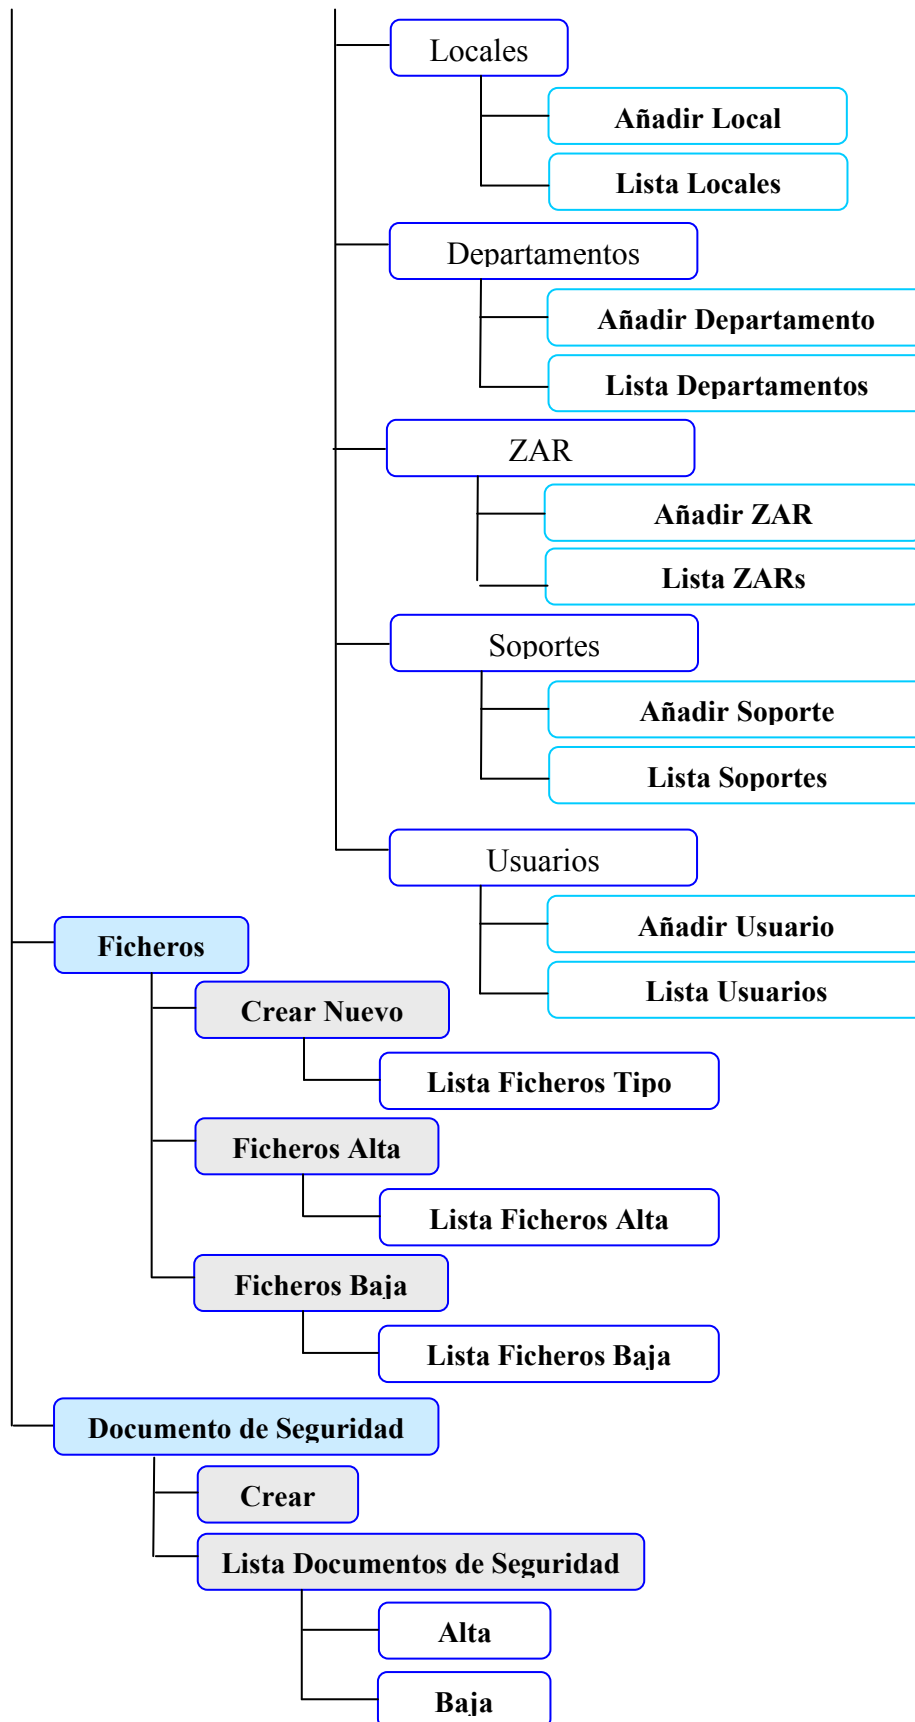 Locales
Añadir Local
Lista Locales
Departamentos
Añadir Departamento
Lista Departamentos
ZAR
Añadir ZAR
Lista ZARs
Soportes
Añadir Soporte
Lista Soportes
Usuarios
Añadir Usuario
Lista Usuarios
Ficheros
Crear Nuevo
Lista Ficheros Tipo
Ficheros Alta
Lista Ficheros Alta
Ficheros Baja
Lista Ficheros Baja
Documento de Seguridad
Crear
Lista Documentos de Seguridad
Alta
Baja